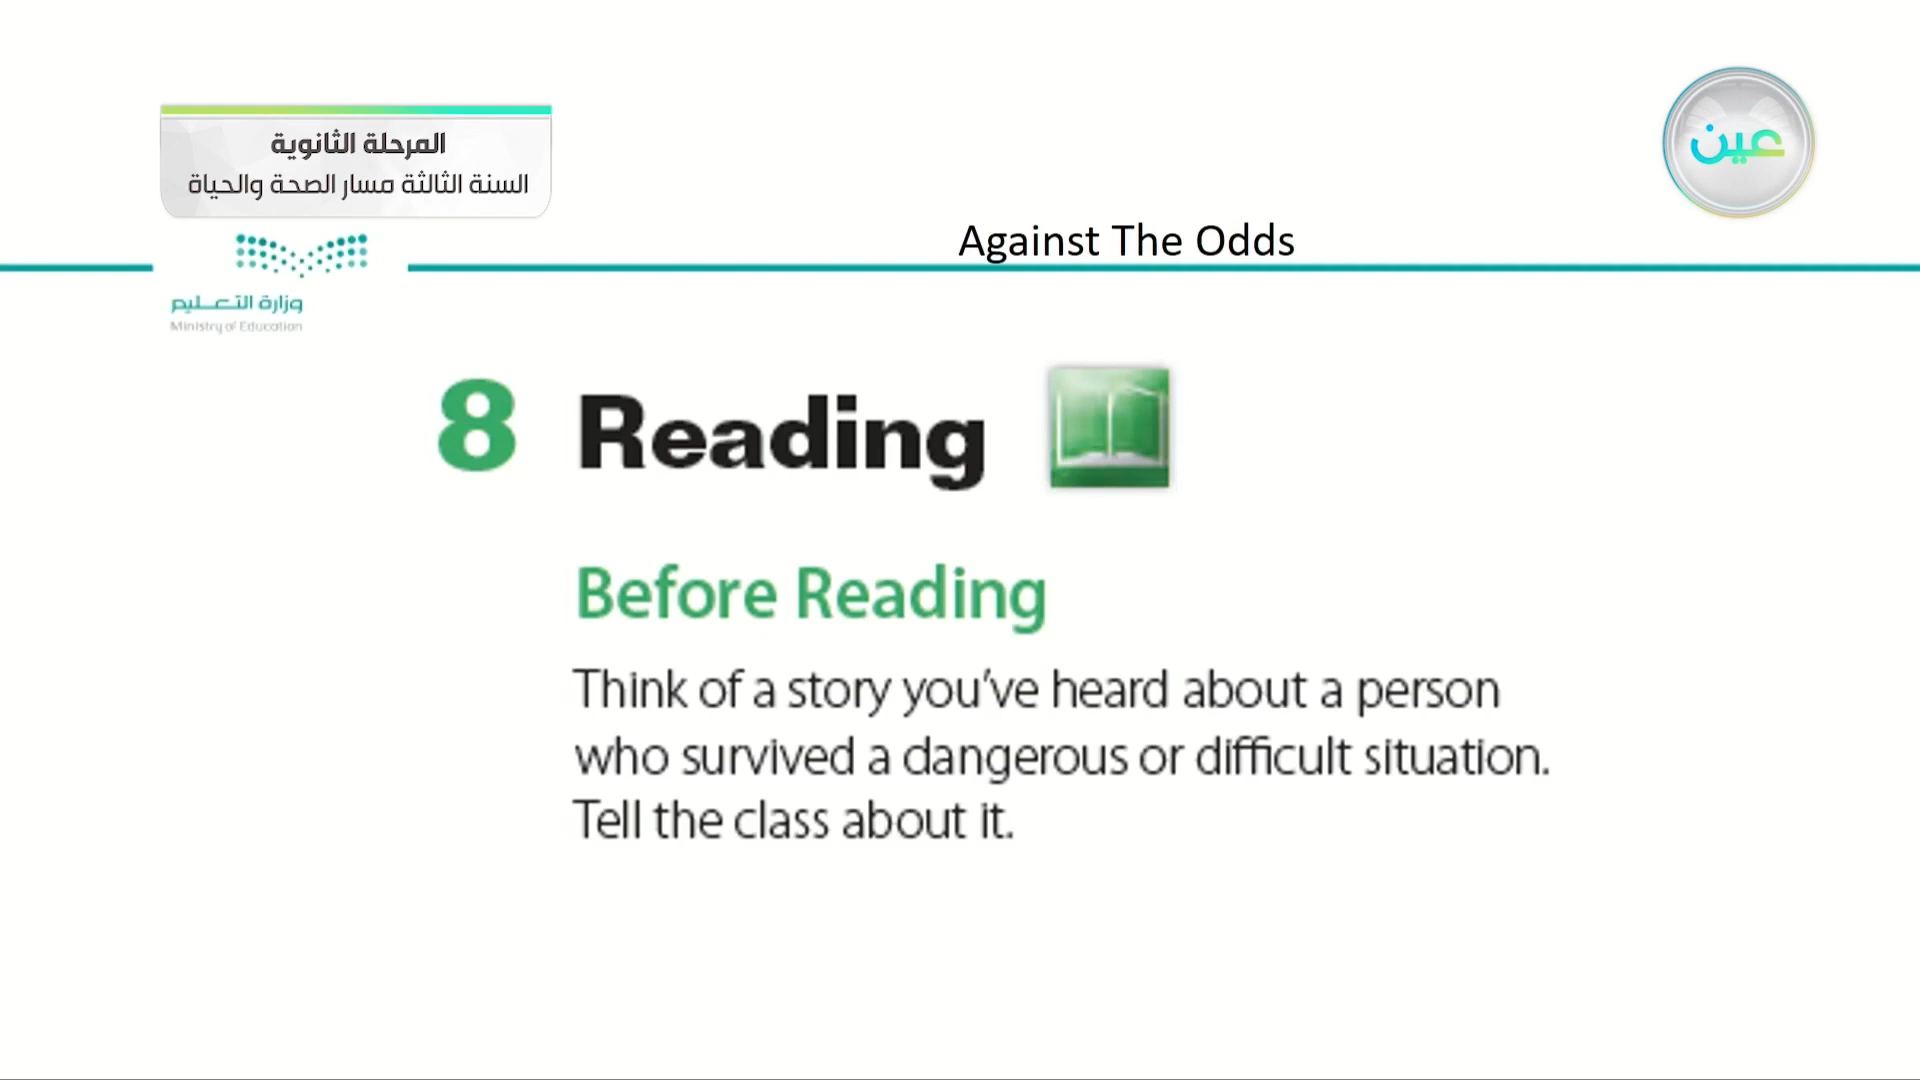 المرحلة الثانوية
السنة الثالثة مسار الصحة والحياة
عين
Against The Odds
وزارة التعليم
Ministry of Education
8 Reading
Before Reading
Think of a story you've heard about a person
who survived a dangerous or difficult situation.
Tell the class about it.